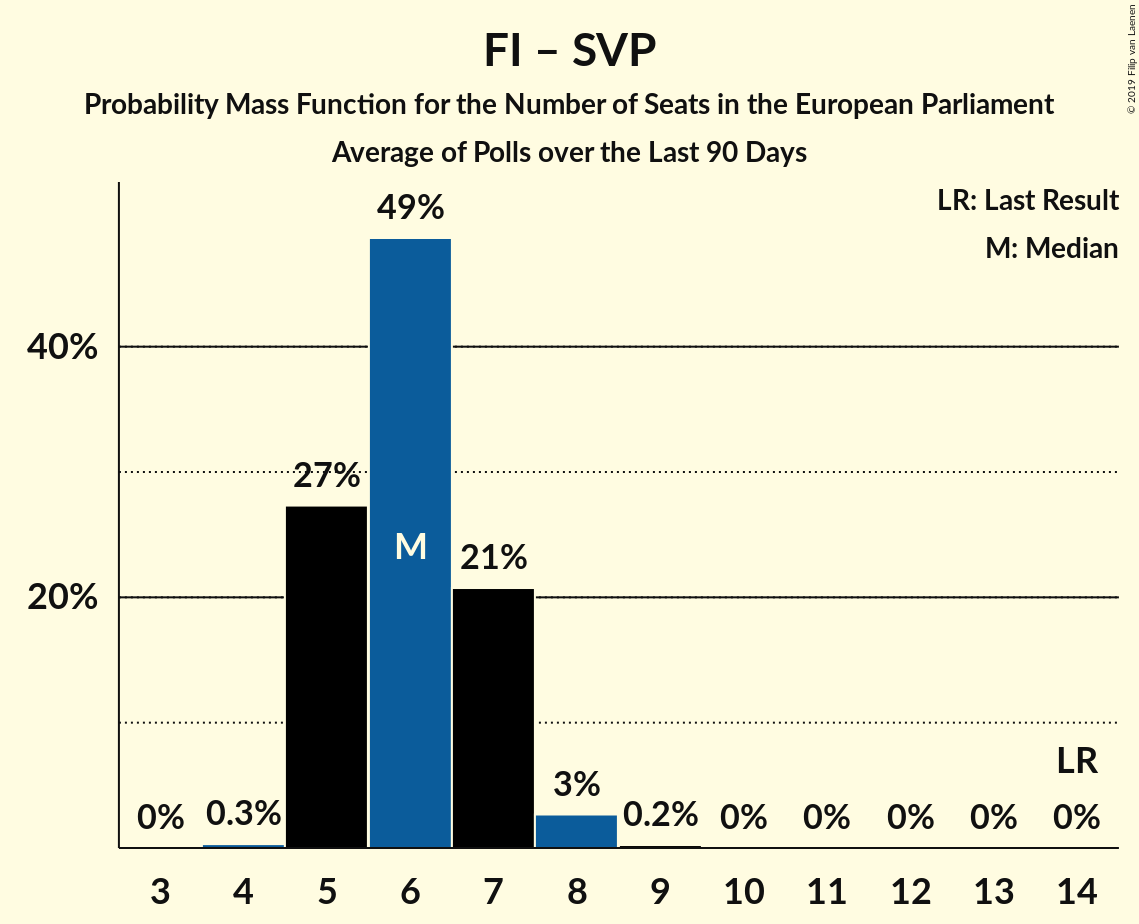 FI – SVP
Probability Mass Function for the Number of Seats in the European Parliament
Average of Polls over the Last 90 Days
© 2019 Filip van Laenen
LR: Last Result
M: Median
49%
40%
27%
M
21%
20%
LR
3%
0% 0.3% 0.2% 0% 0% 0% 0% 0%
3 4 5 6 7 8 9 10 11 12 13 14